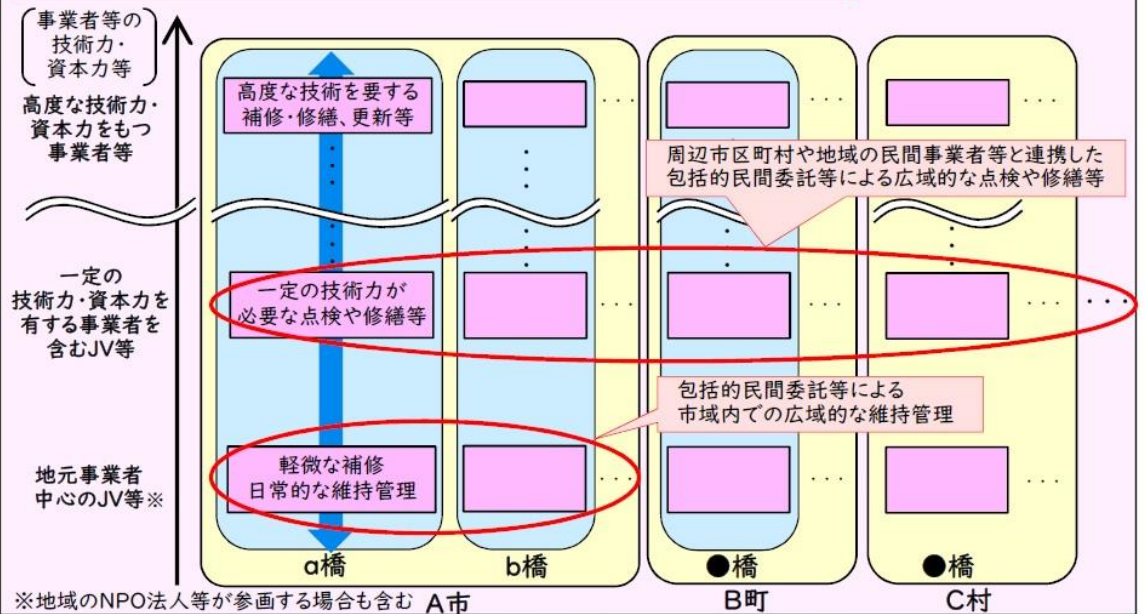 事業者等の
技術力・
資本力等
高度な技術力・
資本力をもつ
事業者等
高度な技術を要する
補修・修繕、更新等
周辺市区町村や地域の民間事業者等と連携した
包括的民間委託等による広域的な点検や修繕等
一定の
技術力・資本力を
有する事業者を
含むJV等
一定の技術力が
必要な点検や修繕等
包括的民間委託等による
市域内での広域的な維持管理
地元事業者
中心のJV等※
軽微な補修
日常的な維持管理
a橋
b橋
●橋
●橋
※地域のNPO法人等が参画する場合も含む
A市
B町
C村